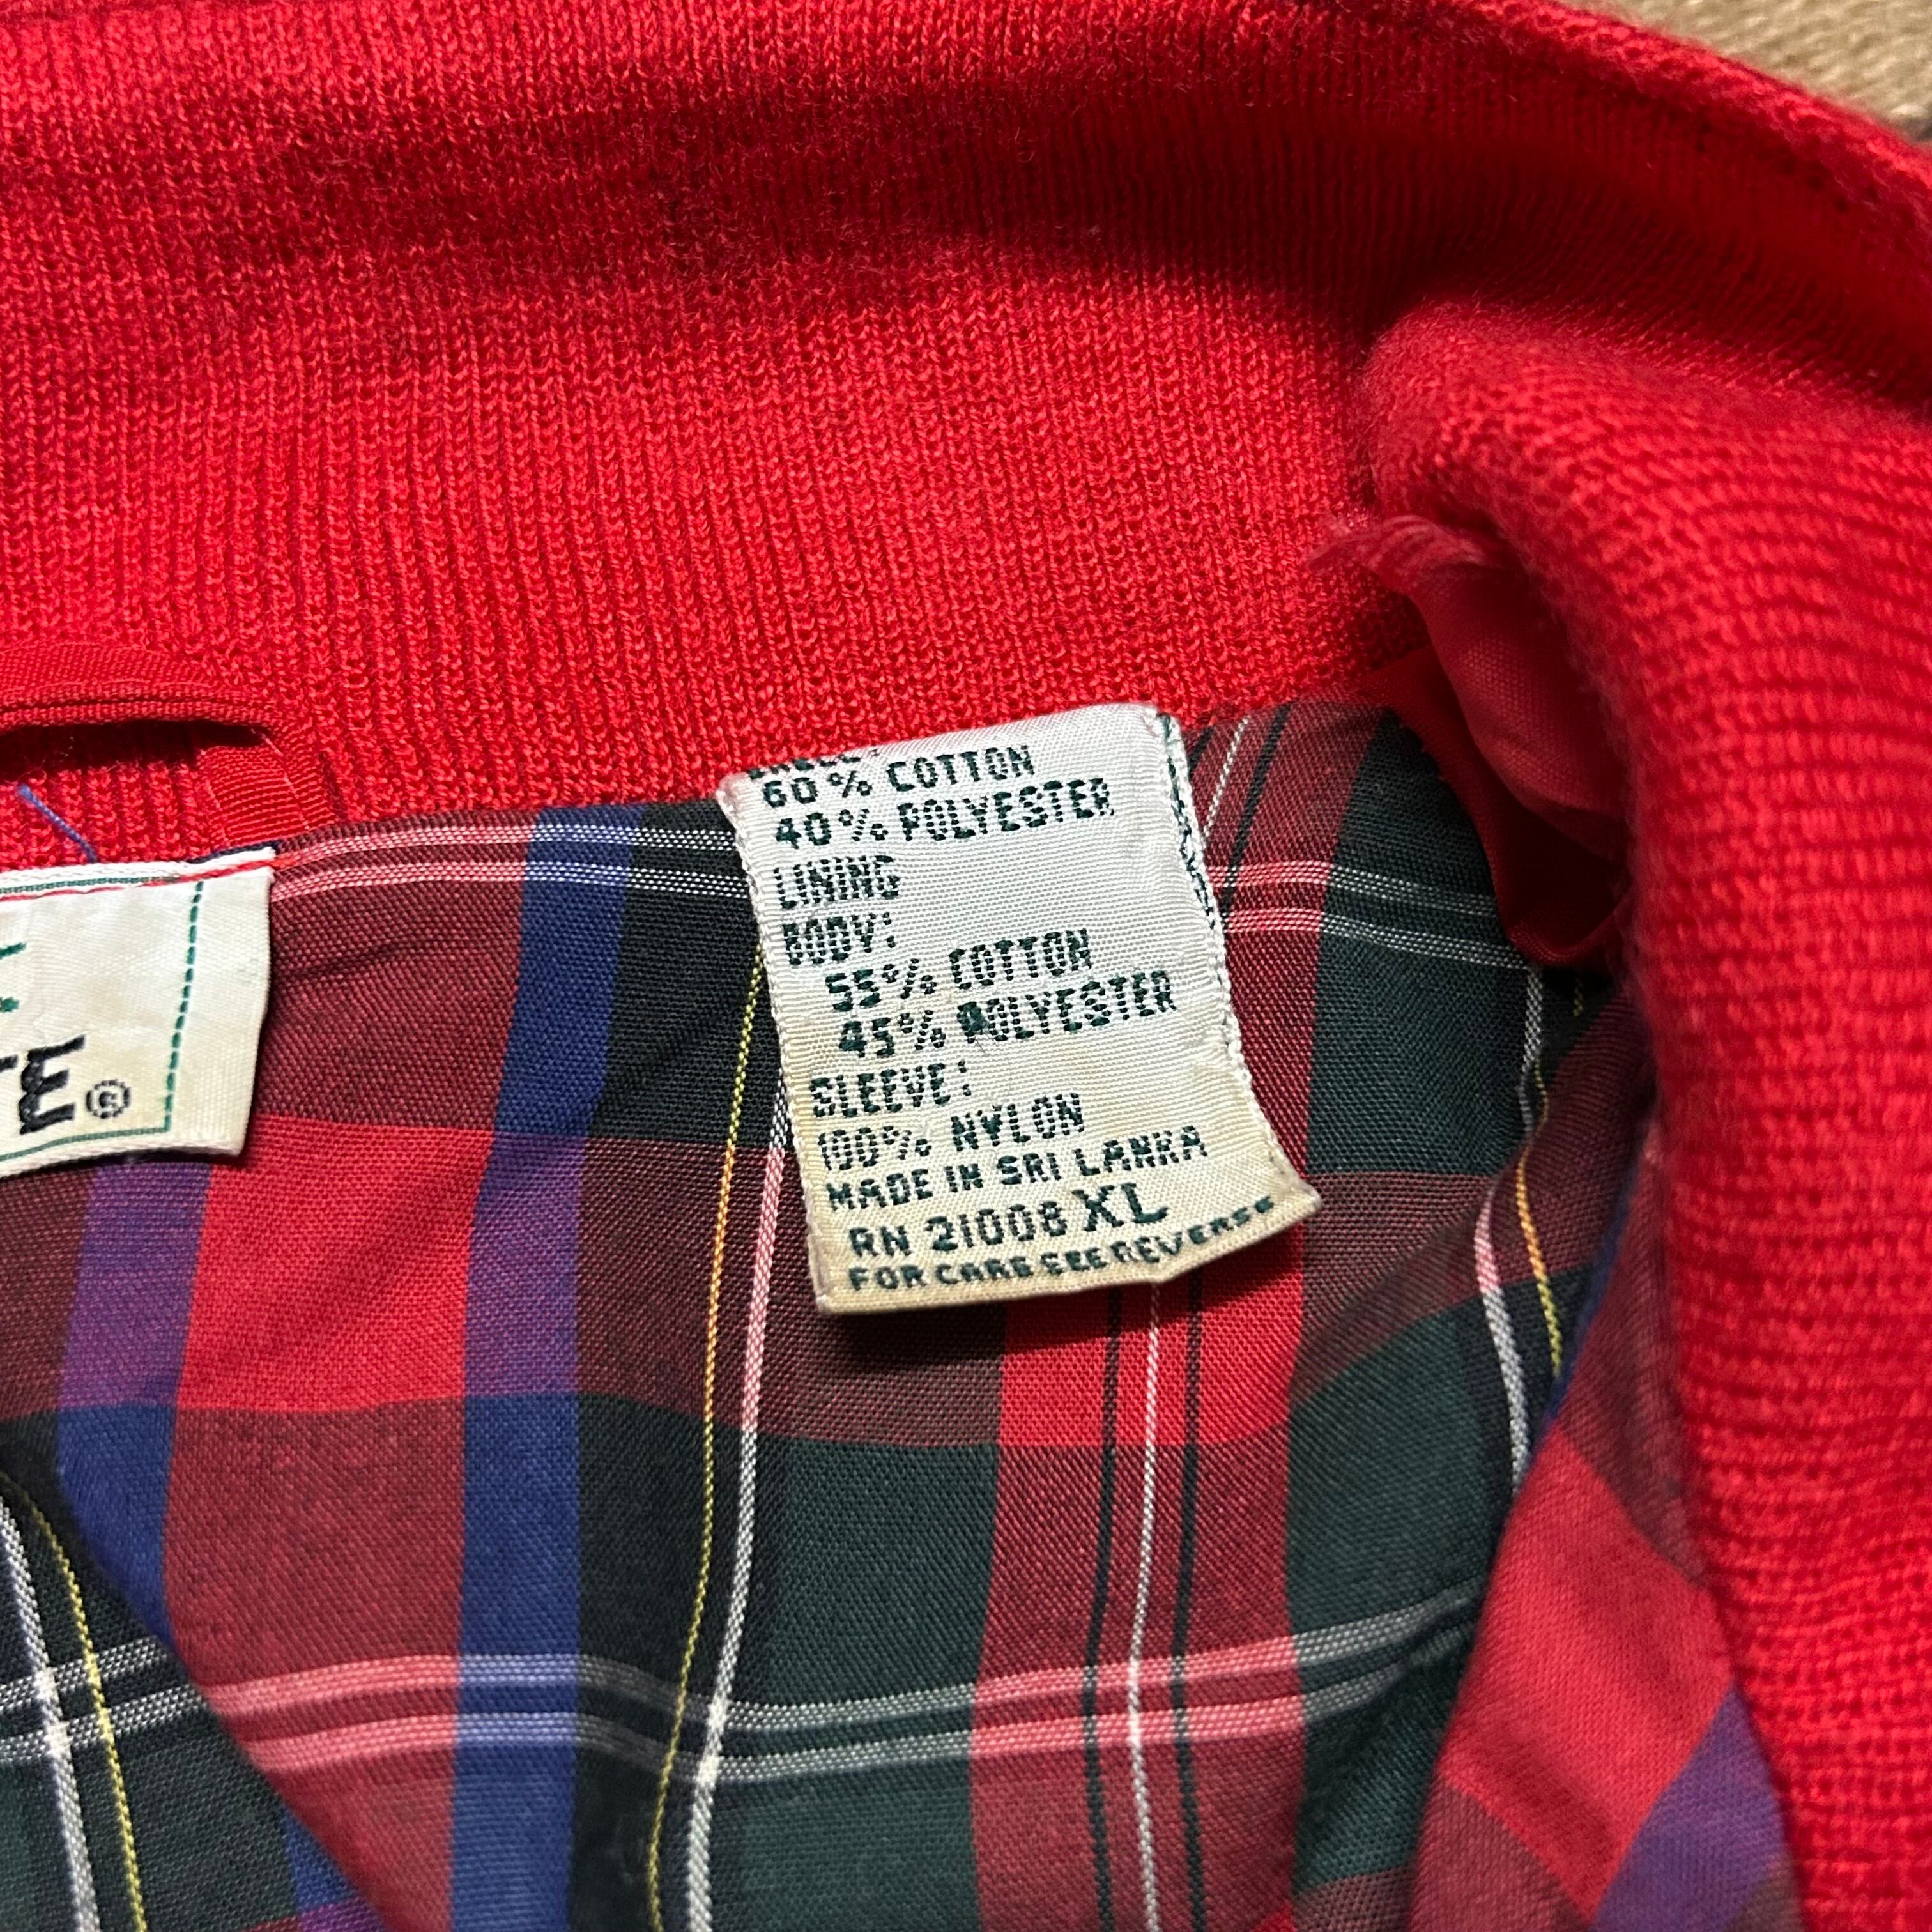 60% COTTON
40% POLYESTER
LINING
BODY:
55% COTTON
45% POLYESTER
SLEEVE:
100% NYLON
MADE IN SRI LANKA
RN 21008 XL
FOR CARE SEE REVERSE
TE®